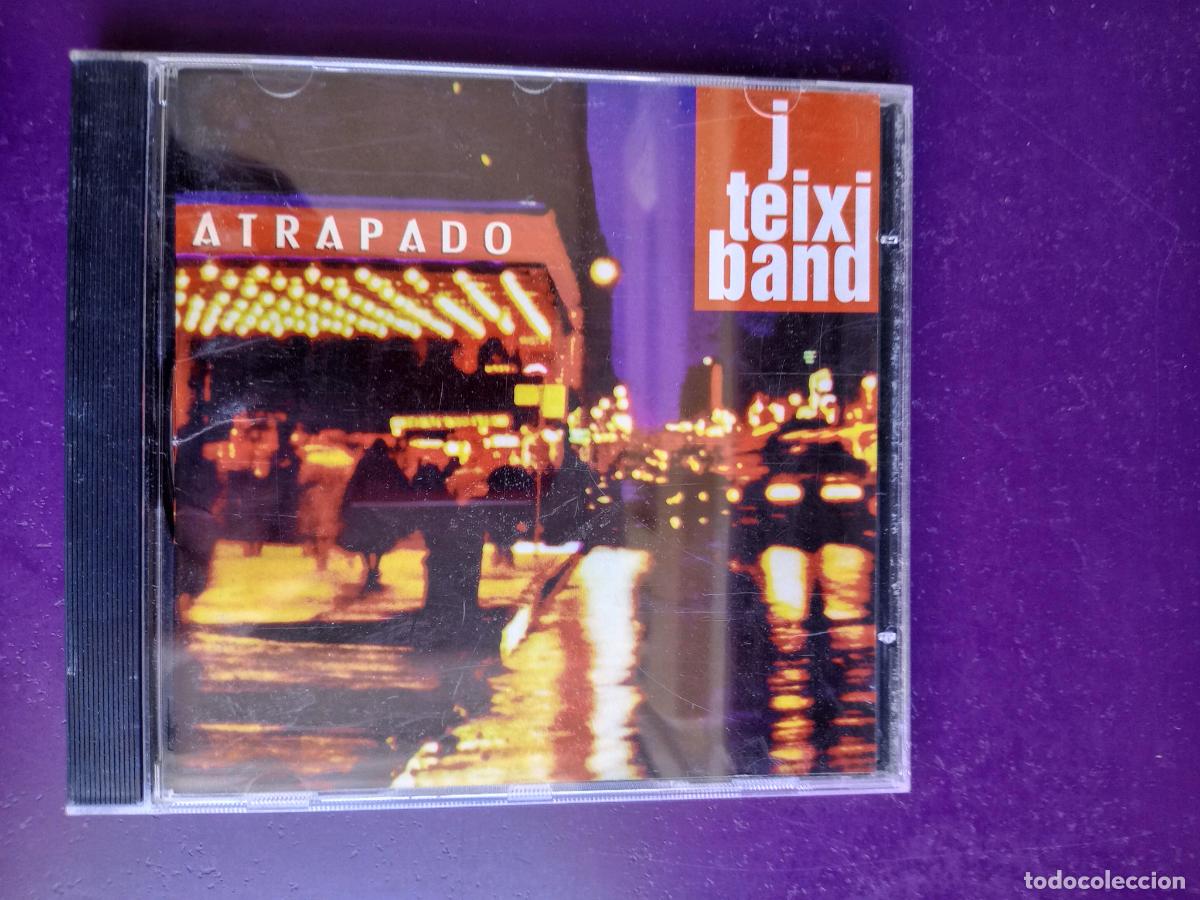 j
teixi
band
ATRAPADO
todocoleccion